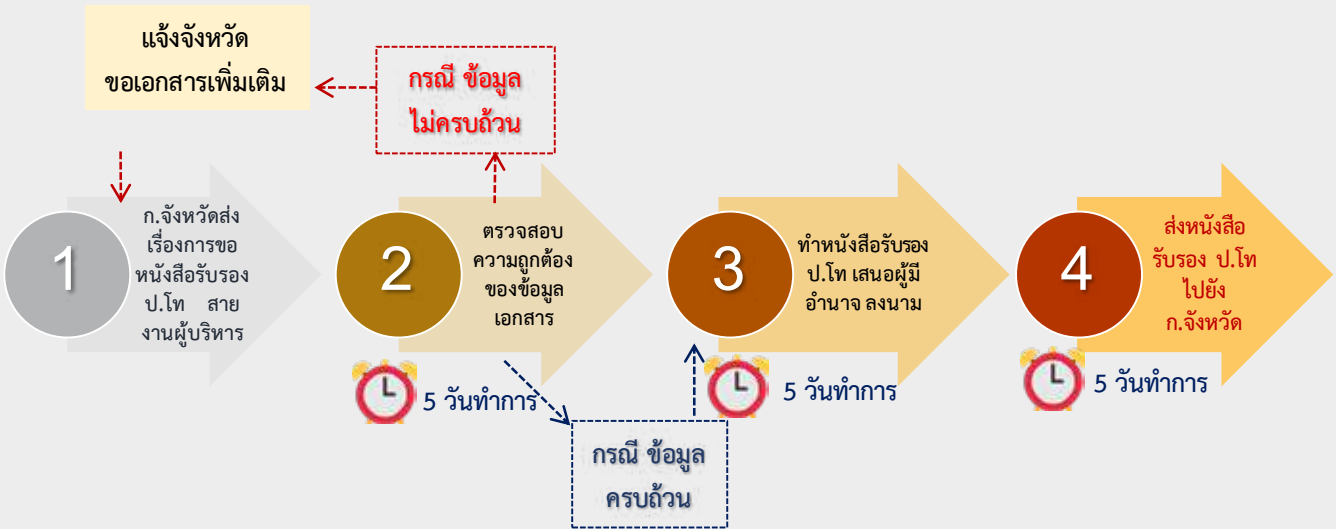 แจ้งจังหวัด
ขอเอกสารเพิ่มเติม
กรณี ข้อมูล
ไม่ครบถ้วน
1
ก.จังหวัดส่ง
เรื่องการขอ
หนังสือรับรอง
ป.โท สาย
งานผู้บริหาร
2
ตรวจสอบ
ความถูกต้อง
ของข้อมูล
เอกสาร
5 วันทำการ
กรณี ข้อมูล
ครบถ้วน
3
ทำหนังสือรับรอง
ป.โท เสนอผู้มี
อำนาจ ลงนาม
5 วันทำการ
4
ส่งหนังสือ
รับรอง ป.โท
ไปยัง
ก.จังหวัด
5 วันทำการ